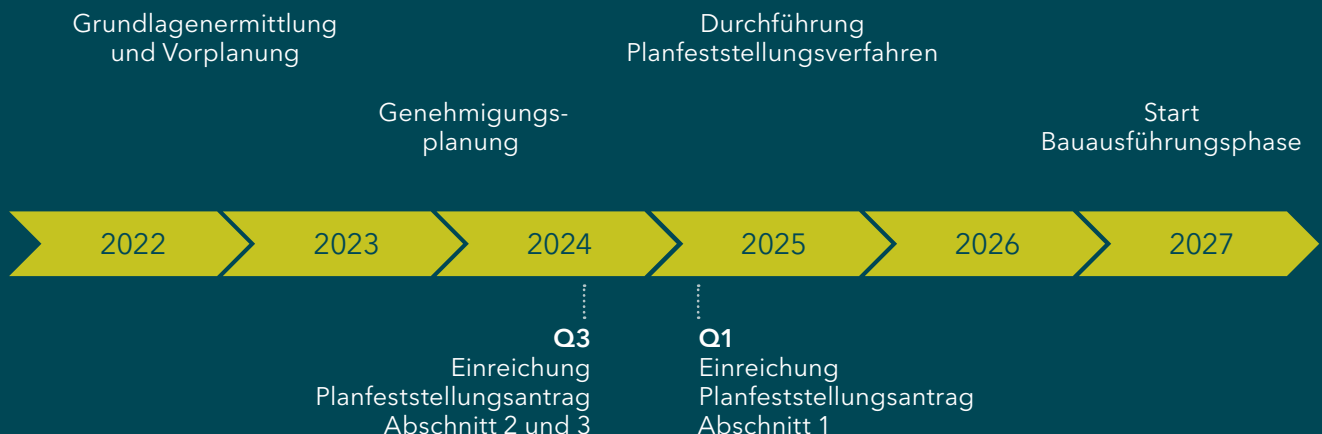 Grundlagenermittlung
und Vorplanung
Genehmigungs-
planung
Durchführung
Planfeststellungsverfahren
Start
Bauausführungsphase
2022
2023
2024
2025
2026
2027
Q3
Einreichung
Planfeststellungsantrag
Abschnitt 2 und 3
Q1
Einreichung
Planfeststellungsantrag
Abschnitt 1